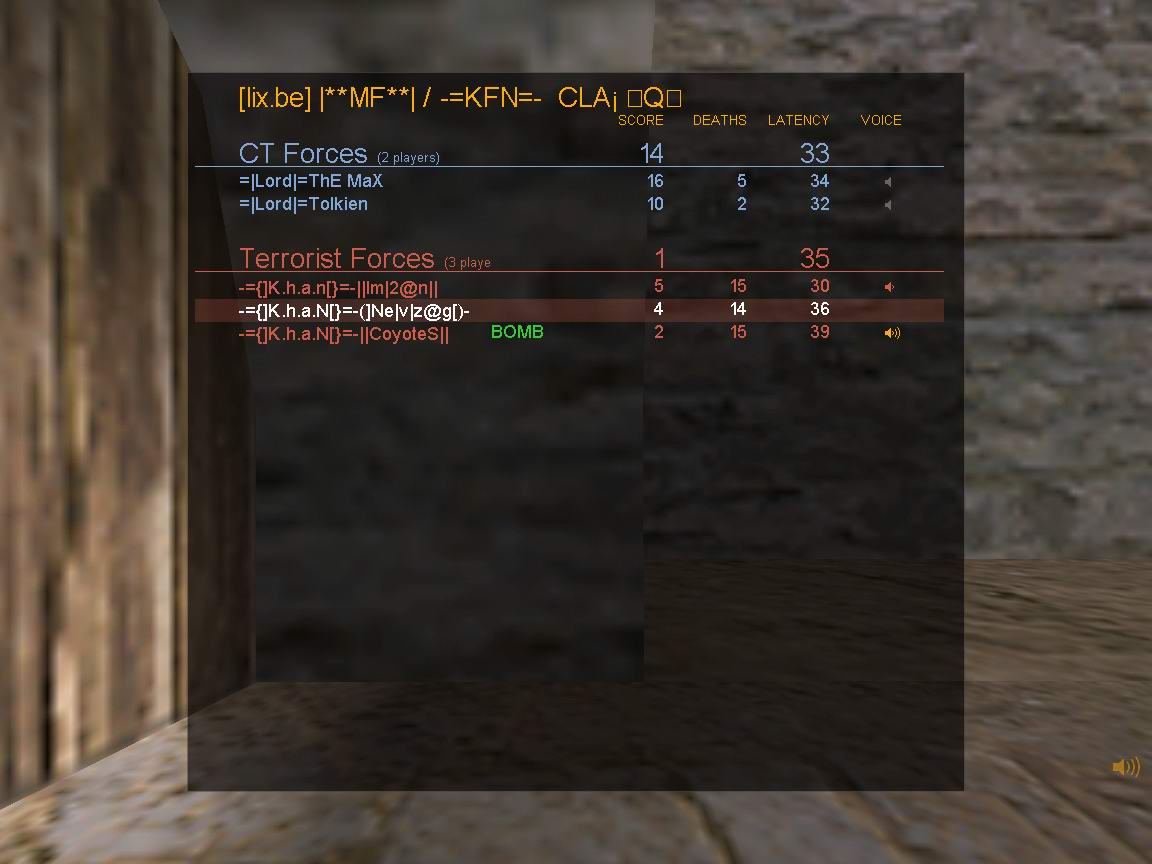 [lix.be] |**MF**| / -=KFN=- CLA¡ □Q□
SCORE DEATHS LATENCY VOICE
CT Forces (2 players) 14 33
=|Lord|=ThE MaX 16 5 34
=|Lord|=Tolkien 10 2 32
Terrorist Forces (3 playe 1 35
-={]K.h.a.n[}=-||Im|2@n|| 5 15 30
-={]K.h.a.N[}=-(]Ne|v|z@g[)- 4 14 36
-={]K.h.a.N[}=-||CoyoteS|| BOMB 2 15 39